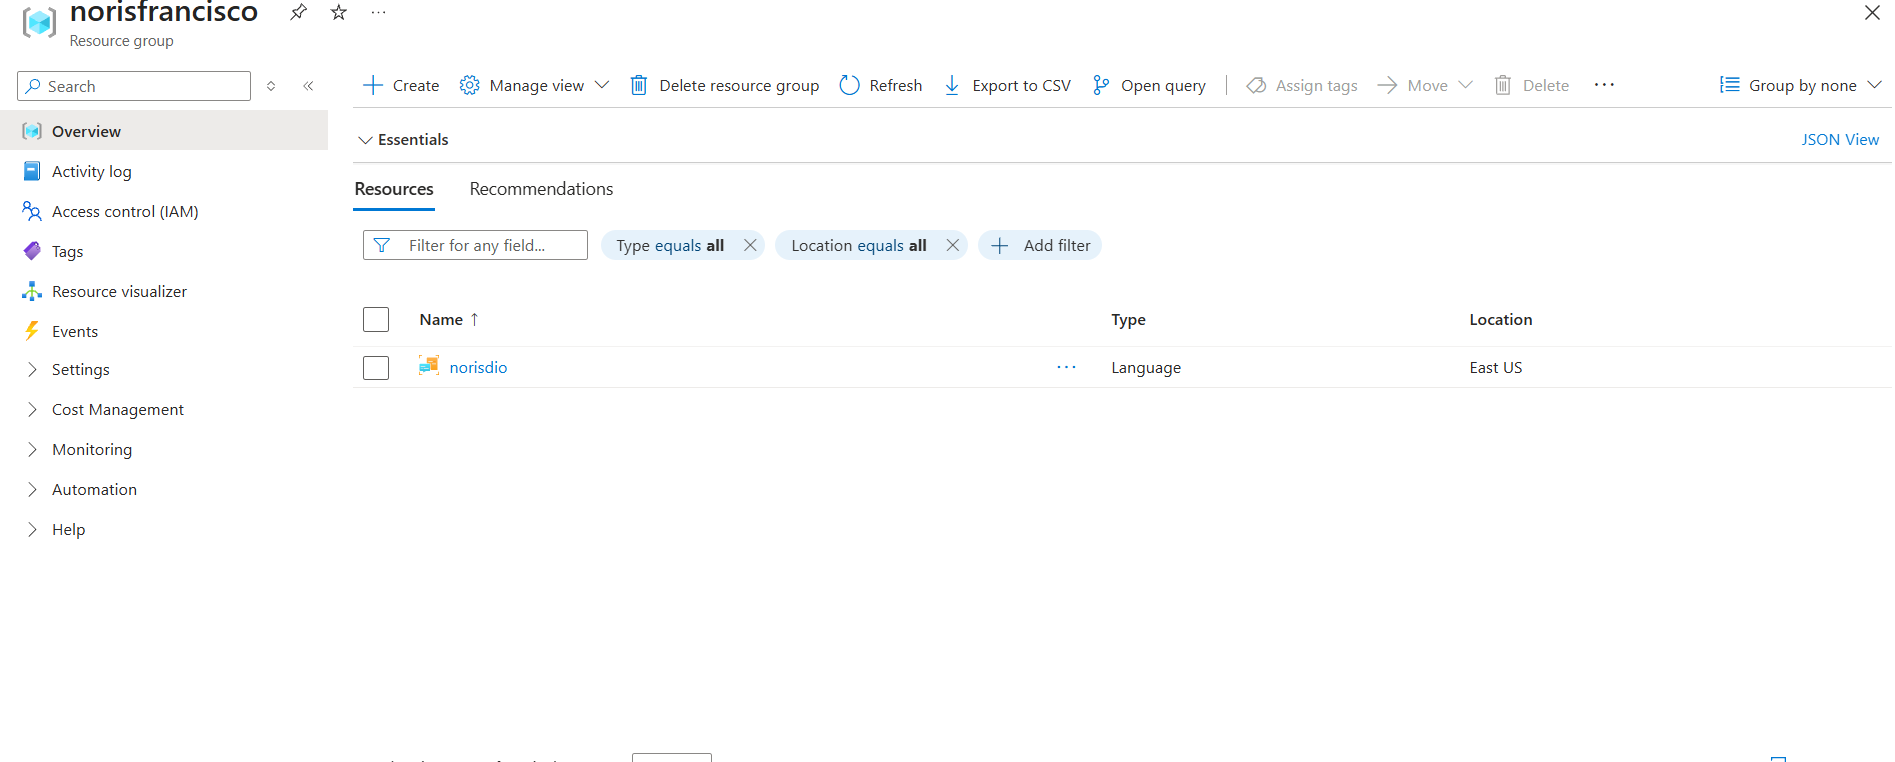 norisfrancisco
Resource group
Search
Create
Manage view
Delete resource group
Refresh
Export to CSV
Open query
Assign tags
Move
Delete
Group by none
Overview
Activity log
Access control (IAM)
Tags
Resource visualizer
Events
Settings
Cost Management
Monitoring
Automation
Help
Essentials
JSON View
Resources
Recommendations
Filter for any field...
Type equals all
Location equals all
Add filter
Name ↑
Type
Location
norisdio
Language
East US